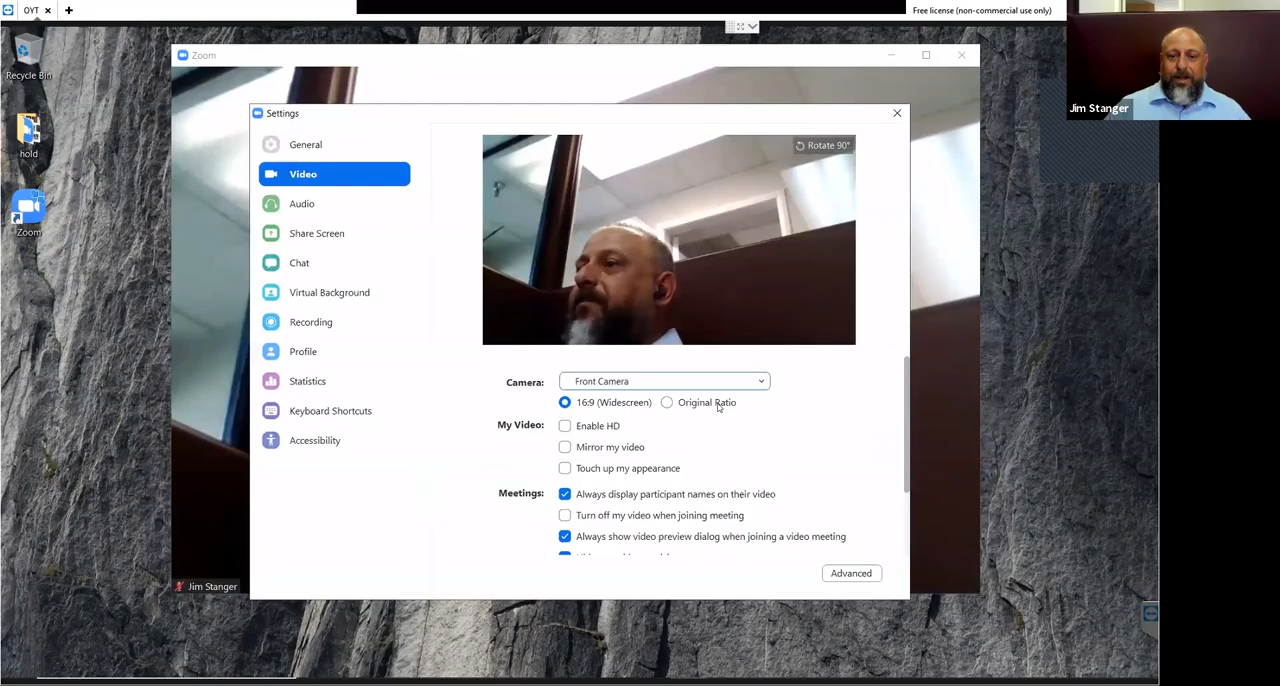 OYT
Free license (non-commercial use only)
Recycle Bin
hold
Zoom
Zoom
Settings
General
Video
Audio
Share Screen
Chat
Virtual Background
Recording
Profile
Statistics
Keyboard Shortcuts
Accessibility
Rotate 90°
Camera:
Front Camera
16:9 (Widescreen) Original Ratio
My Video:
Enable HD
Mirror my video
Touch up my appearance
Meetings:
Always display participant names on their video
Turn off my video when joining meeting
Always show video preview dialog when joining a video meeting
Advanced
Jim Stanger
Jim Stanger